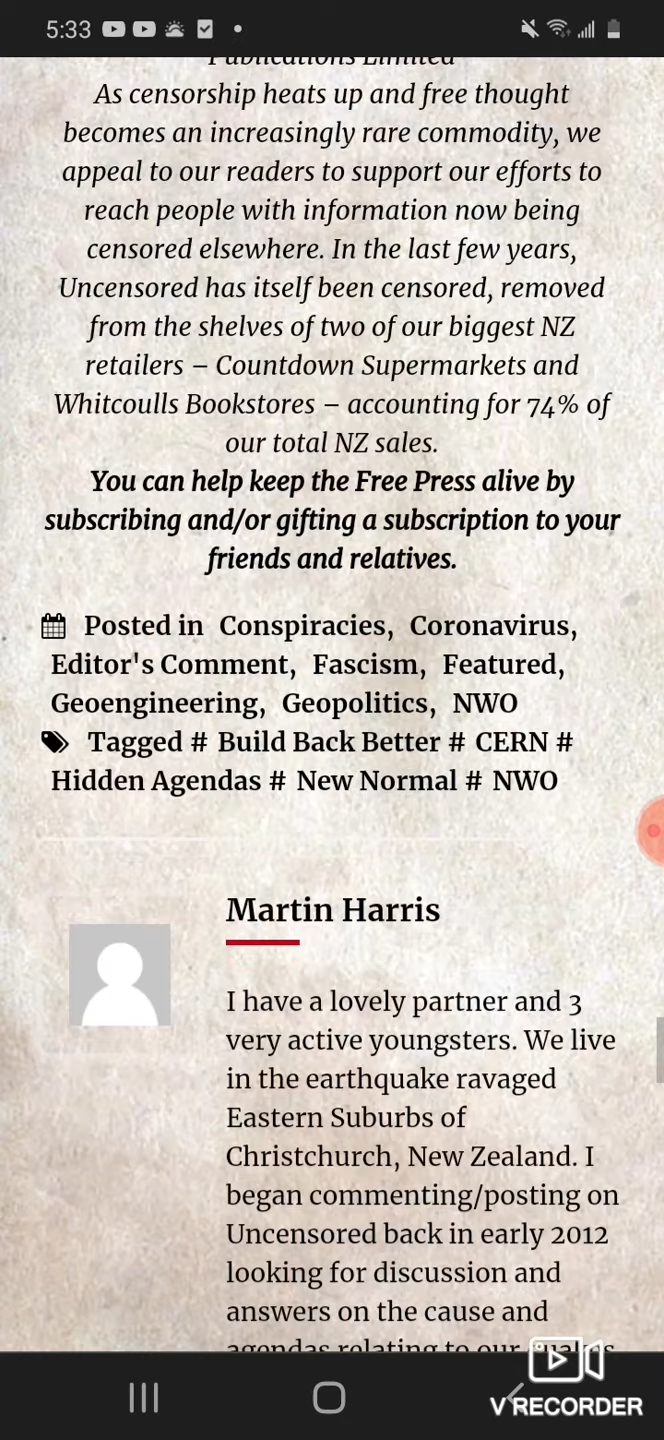 5:33
Publications Limited
As censorship heats up and free thought
becomes an increasingly rare commodity, we
appeal to our readers to support our efforts to
reach people with information now being
censored elsewhere. In the last few years,
Uncensored has itself been censored, removed
from the shelves of two of our biggest NZ
retailers – Countdown Supermarkets and
Whitcoulls Bookstores – accounting for 74% of
our total NZ sales.
You can help keep the Free Press alive by
subscribing and/or gifting a subscription to your
friends and relatives.
Posted in Conspiracies, Coronavirus,
Editor's Comment, Fascism, Featured,
Geoengineering, Geopolitics, NWO
Tagged # Build Back Better # CERN #
Hidden Agendas # New Normal # NWO
Martin Harris
I have a lovely partner and 3
very active youngsters. We live
in the earthquake ravaged
Eastern Suburbs of
Christchurch, New Zealand. I
began commenting/posting on
Uncensored back in early 2012
looking for discussion and
answers on the cause and
agendas relating to our quakes
V RECORDER